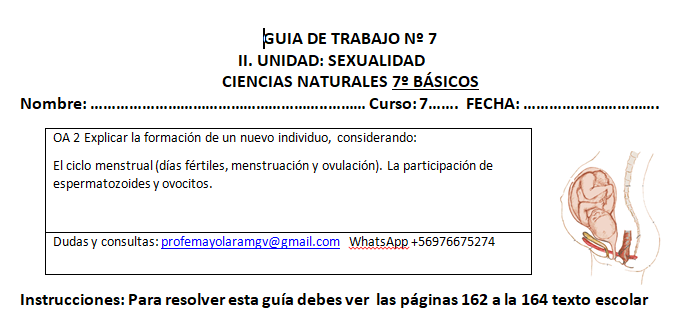 GUIA DE TRABAJO Nº 7
II. UNIDAD: SEXUALIDAD
CIENCIAS NATURALES 7º BÁSICOS
Nombre: ……………………………………………………… Curso: 7……. FECHA: ………………………….
OA 2 Explicar la formación de un nuevo individuo, considerando:
El ciclo menstrual (días fértiles, menstruación y ovulación). La participación de
espermatozoides y ovocitos.
Dudas y consultas: profemayolaramgv@gmail.com WhatsApp +56976675274
Instrucciones: Para resolver esta guía debes ver las páginas 162 a la 164 texto escolar